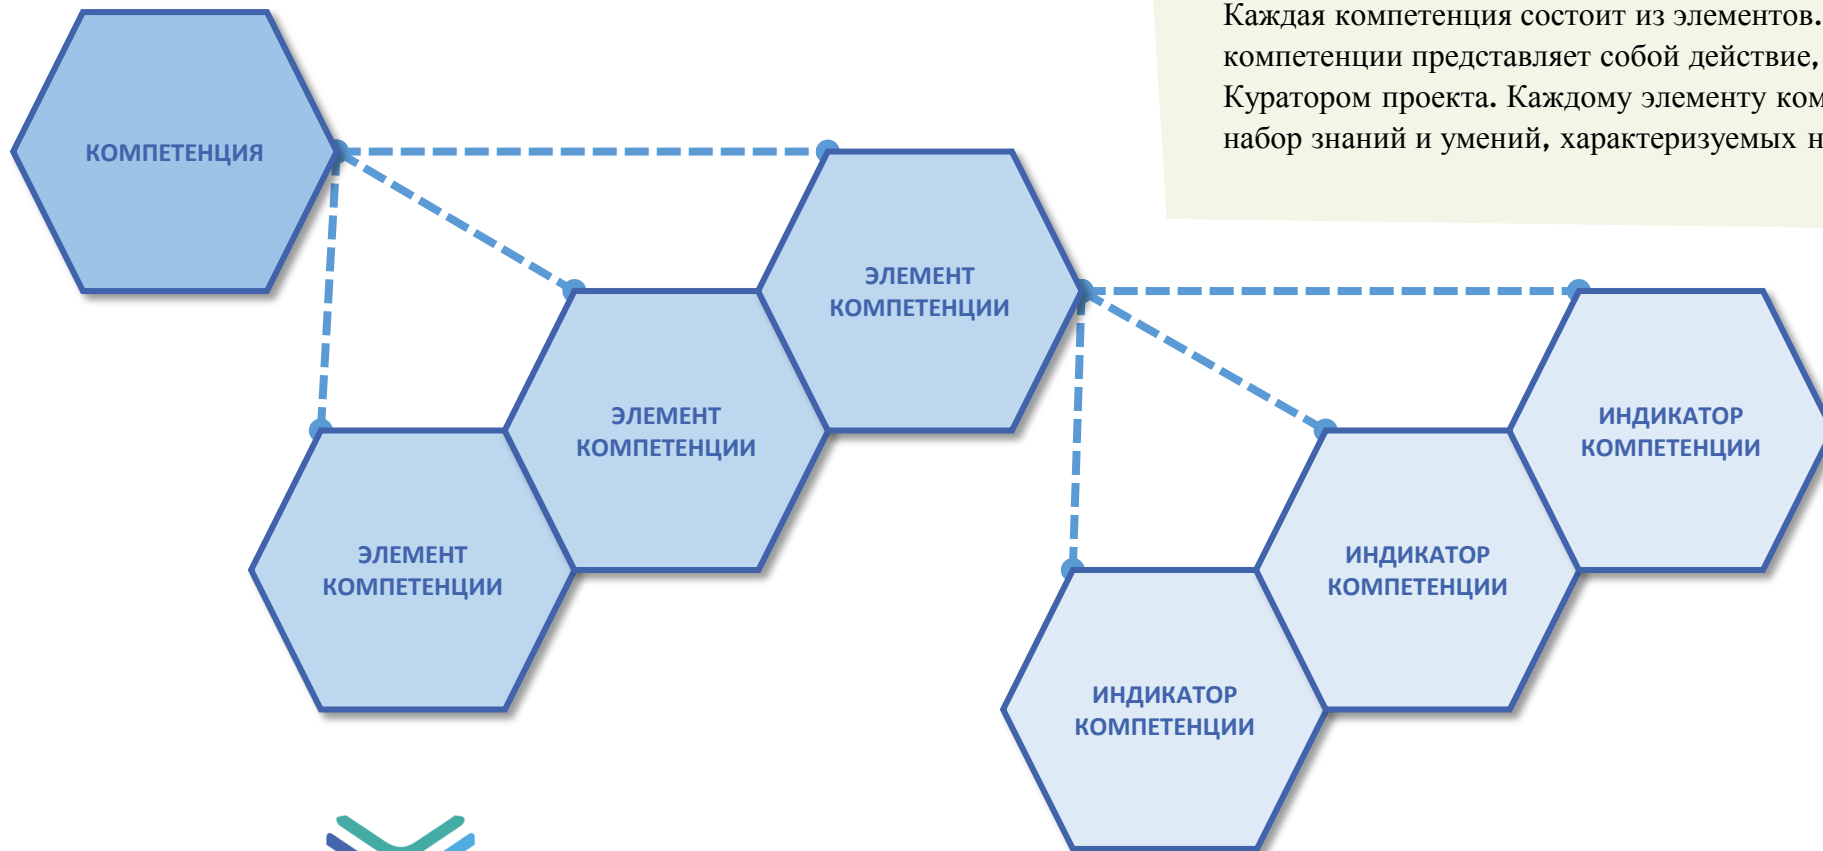 Каждая компетенция состоит из элементов.
компетенции представляет собой действие,
Куратором проекта. Каждому элементу
набор знаний и умений, характеризуемых
КОМПЕТЕНЦИЯ
ЭЛЕМЕНТ
КОМПЕТЕНЦИИ
ЭЛЕМЕНТ
КОМПЕТЕНЦИИ
ЭЛЕМЕНТ
КОМПЕТЕНЦИИ
ИНДИКАТОР
КОМПЕТЕНЦИИ
ИНДИКАТОР
КОМПЕТЕНЦИИ
ИНДИКАТОР
КОМПЕТЕНЦИИ